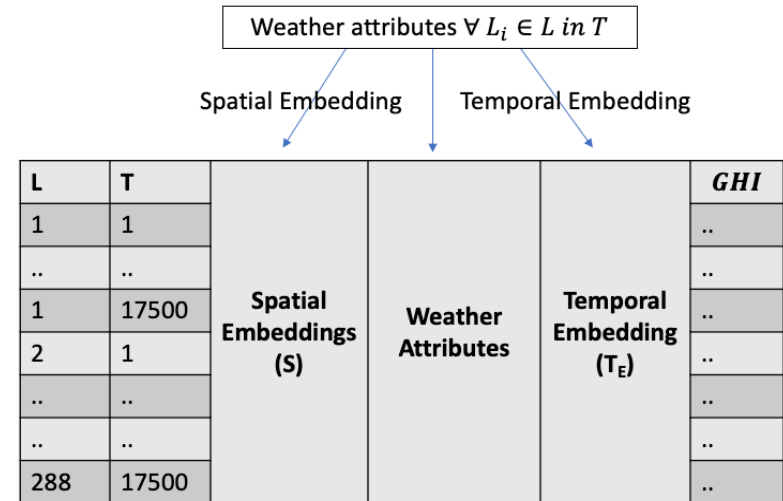 Weather attributes ∀ Lᵢ ∈ L in T
Spatial Embedding Temporal Embedding
L T GHI
1 1 ..
.. .. ..
1 17500 ..
2 1 ..
.. .. ..
.. .. ..
288 17500 ..
Spatial
Embeddings
(S)
Weather
Attributes
Temporal
Embedding
(T_E)